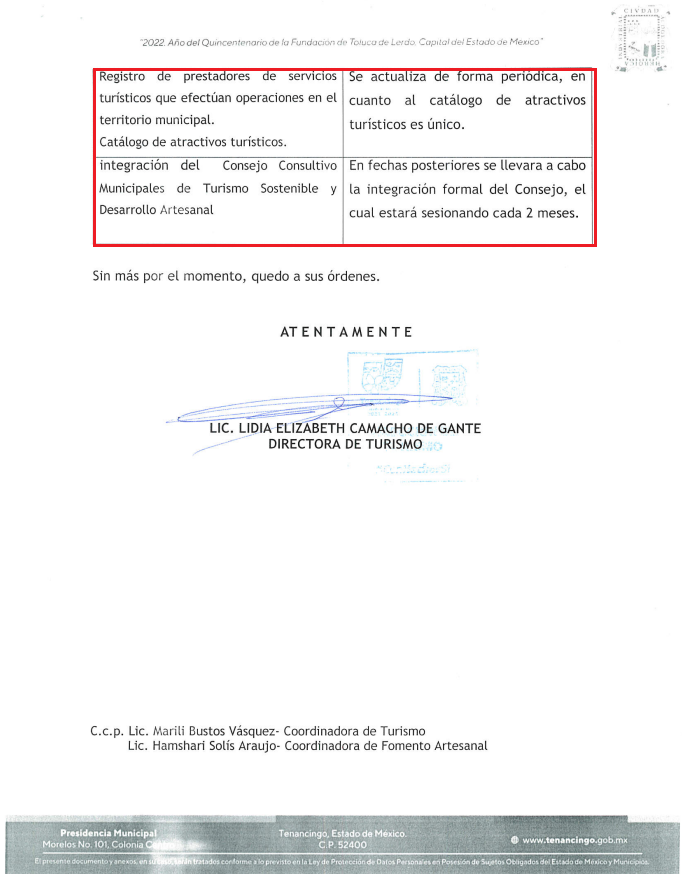 "2022. Año del Quincentenario de la Fundación de Toluca de Lerdo, Capital del Estado de México"
CIVDAD
Registro de prestadores de servicios
turísticos que efectúan operaciones en el
territorio municipal.
Catálogo de atractivos turísticos.
Se actualiza de forma periódica, en
cuanto al catálogo de atractivos
turísticos es único.
integración del Consejo Consultivo
Municipales de Turismo Sostenible y
Desarrollo Artesanal
En fechas posteriores se llevara a cabo
la integración formal del Consejo, el
cual estará sesionando cada 2 meses.
Sin más por el momento, quedo a sus órdenes.
ATENTAMENTE
LIC. LIDIA ELIZABETH CAMACHO DE GANTE
DIRECTORA DE TURISMO
C.c.p. Lic. Marili Bustos Vásquez- Coordinadora de Turismo
Lic. Hamshari Solís Araujo- Coordinadora de Fomento Artesanal
Presidencia Municipal
Morelos No. 101, Colonia
Tenancingo, Estado de México.
C.P. 52400
www.tenancingo.gob.mx
El presente documento y anexos, en su serán tratados conforme a lo previsto en la Ley de Protección de Datos Personales en Posesión de Sujetos Obligados del Estado de México y Municipios.